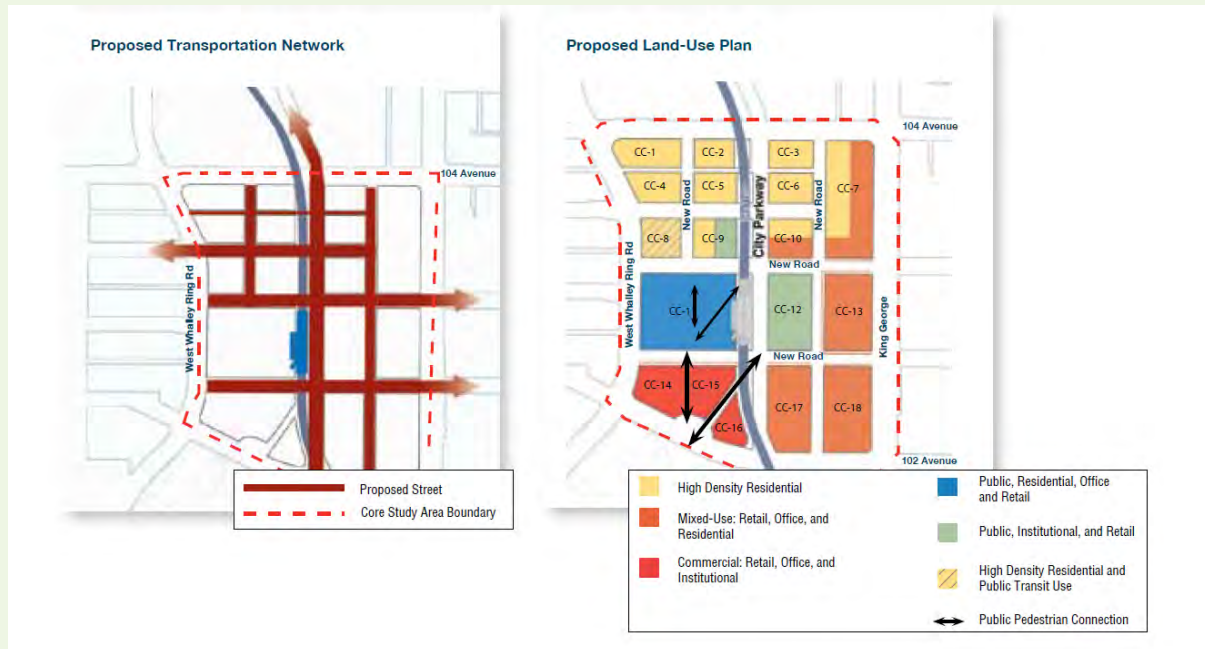 Proposed Transportation Network
104 Avenue
West Whalley Ring Rd
Proposed Street
Core Study Area Boundary
Proposed Land-Use Plan
104 Avenue
CC-1
CC-2
CC-3
CC-4
New Road
CC-5
City Parkway
CC-6
New Road
CC-7
CC-8
CC-9
CC-10
New Road
West Whalley Ring Rd
CC-1
CC-12
CC-13
King George
New Road
CC-14
CC-15
CC-16
CC-17
CC-18
102 Avenue
High Density Residential
Mixed-Use: Retail, Office, and
Residential
Commercial: Retail, Office, and
Institutional
Public, Residential, Office
and Retail
Public, Institutional, and Retail
High Density Residential and
Public Transit Use
Public Pedestrian Connection